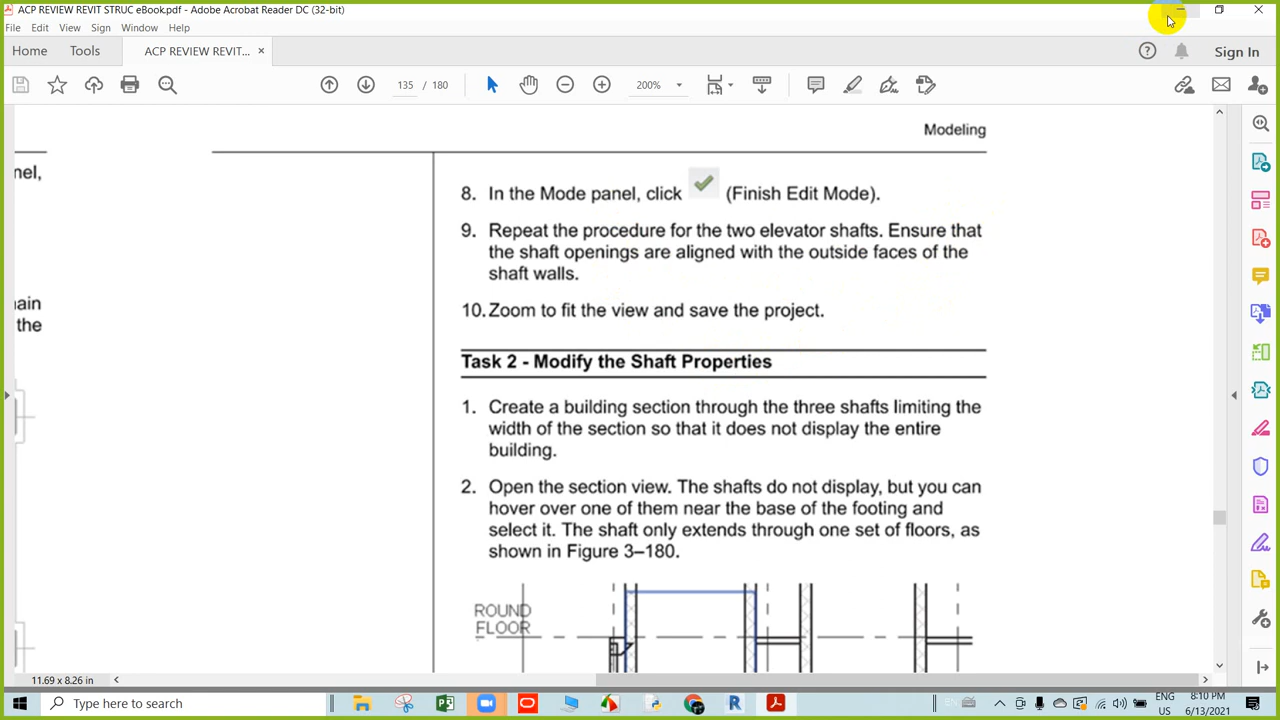 ACP REVIEW REVIT STRUC eBook.pdf - Adobe Acrobat Reader DC (32-bit)
File Edit View Sign Window Help
Home Tools ACP REVIEW REVIT... × Sign In
135 / 180 200%
Modeling
nel,
ain
the
8. In the Mode panel, click (Finish Edit Mode).
9. Repeat the procedure for the two elevator shafts. Ensure that
the shaft openings are aligned with the outside faces of the
shaft walls.
10. Zoom to fit the view and save the project.
Task 2 - Modify the Shaft Properties
1. Create a building section through the three shafts limiting the
width of the section so that it does not display the entire
building.
2. Open the section view. The shafts do not display, but you can
hover over one of them near the base of the footing and
select it. The shaft only extends through one set of floors, as
shown in Figure 3–180.
ROUND
FLOOR
11.69 x 8.26 in
Type here to search
ENG 8:10 PM
US 6/13/2021